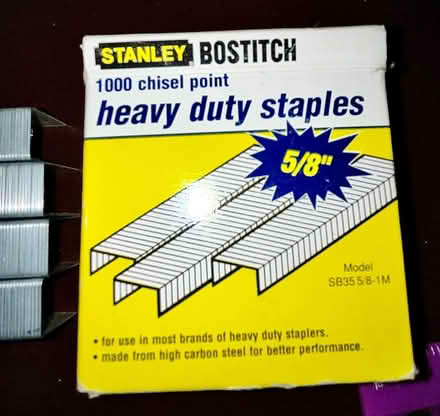 STANLEY BOSTITCH
1000 chisel point
heavy duty staples
5/8"
Model
SB35 5/8-1M
• for use in most brands of heavy duty staplers.
• made from high carbon steel for better performance.